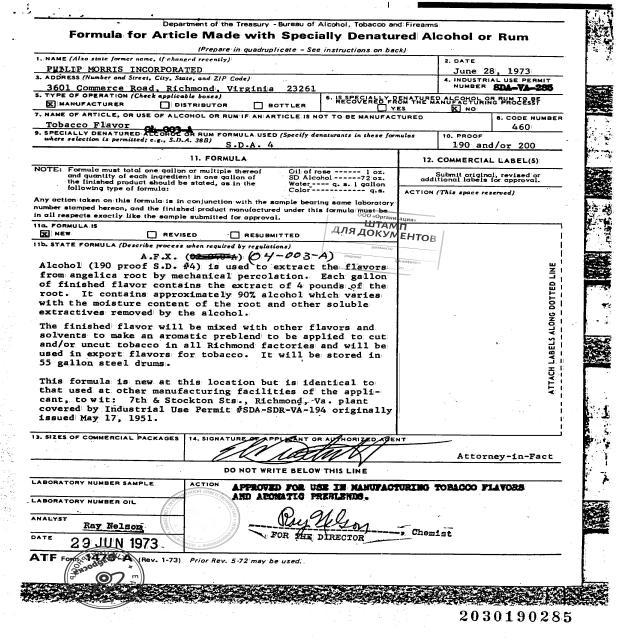 Department of the Treasury - Bureau of Alcohol, Tobacco and Firearms
Formula for Article Made with Specially Denatured Alcohol or Rum
(Prepare in quadruplicate - See instructions on back)
1. NAME (Also state former name, if changed recently)
PHILIP MORRIS INCORPORATED
2. DATE
June 28, 1973
3. ADDRESS (Number and Street, City, State, and ZIP Code)
3601 Commerce Road, Richmond, Virginia 23261
4. INDUSTRIAL USE PERMIT
NUMBER SDA-VA-285
5. TYPE OF OPERATION (Check applicable boxes)
X MANUFACTURER DISTRIBUTOR BOTTLER
6. IS SPECIALLY DENATURED ALCOHOL OR RUM TO BE
RECOVERED FROM THE MANUFACTURING PROCESS?
YES X NO
7. NAME OF ARTICLE, OR USE OF ALCOHOL OR RUM IF AN ARTICLE IS NOT TO BE MANUFACTURED
Tobacco Flavor
8. CODE NUMBER
460
9. SPECIALLY DENATURED ALCOHOL OR RUM FORMULA USED (Specify denaturants in those formulas
where selection is permitted; e.g., S.D.A. 38B)
S.D.A. 4
10. PROOF
190 and/or 200
11. FORMULA
12. COMMERCIAL LABEL(S)
NOTE: Formula must total one gallon or multiple thereof
and quantity of each ingredient in one gallon of
the finished product should be stated, as in the
following type of formula:
Oil of rose ------ 1 oz.
SD Alcohol ------72 oz.
Water---- q. s. 1 gallon
Color --------- q.s.
Submit original, revised or
additional labels for approval.
ACTION (This space reserved)
Any action taken on this formula is in conjunction with the sample bearing same laboratory
number stamped hereon, and the finished product manufactured under this formula must be
in all respects exactly like the sample submitted for approval.
ШТАМП
ДЛЯ ДОКУМЕНТОВ
11a. FORMULA IS
X NEW REVISED RESUBMITTED
11b. STATE FORMULA (Describe process when required by regulations)
A.F.X. (04-003-A)
Alcohol (190 proof S.D. #4) is used to extract the flavors
from angelica root by mechanical percolation. Each gallon
of finished flavor contains the extract of 4 pounds of the
root. It contains approximately 90% alcohol which varies
with the moisture content of the root and other soluble
extractives removed by the alcohol.
The finished flavor will be mixed with other flavors and
solvents to make an aromatic preblend to be applied to cut
and/or uncut tobacco in all Richmond factories and will be
used in export flavors for tobacco. It will be stored in
55 gallon steel drums.
This formula is new at this location but is identical to
that used at other manufacturing facilities of the appli-
cant, to wit: 7th & Stockton Sts., Richmond, Va. plant
covered by Industrial Use Permit #SDA-SDR-VA-194 originally
issued May 17, 1951.
ATTACH LABELS ALONG DOTTED LINE
13. SIZES OF COMMERCIAL PACKAGES
14. SIGNATURE OF APPLICANT OR AUTHORIZED AGENT
Attorney-in-Fact
DO NOT WRITE BELOW THIS LINE
LABORATORY NUMBER SAMPLE
ACTION
APPROVED FOR USE IN MANUFACTURING TOBACCO FLAVORS
AND AROMATIC PREBLENDS.
LABORATORY NUMBER OIL
ANALYST
Ray Nelson
Ray Nelson
FOR THE DIRECTOR
, Chemist
DATE
29 JUN 1973
ATF Form 1479-A (Rev. 1-73) Prior Rev. 5-72 may be used.
2030190285